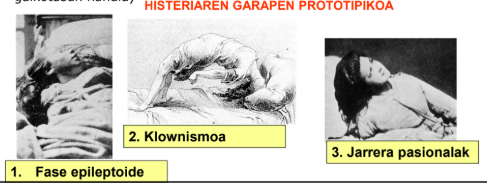 HISTERIAREN GARAPEN PROTOTIPIKOA
2. Klownismoa
3. Jarrera pasionalak
1. Fase epileptoide